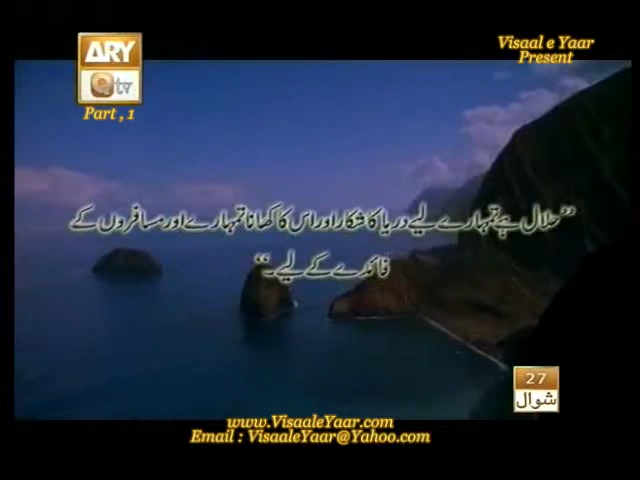 ARY
Qtv
Part , 1
Visaal e Yaar
Present
”حلال ہے تمہارے لیے دریا کا شکار اور اس کا کھانا تمہارے اور مسافروں کے
فائدے کے لیے۔“
27
شوال
www.VisaaleYaar.com
Email : VisaaleYaar@Yahoo.com